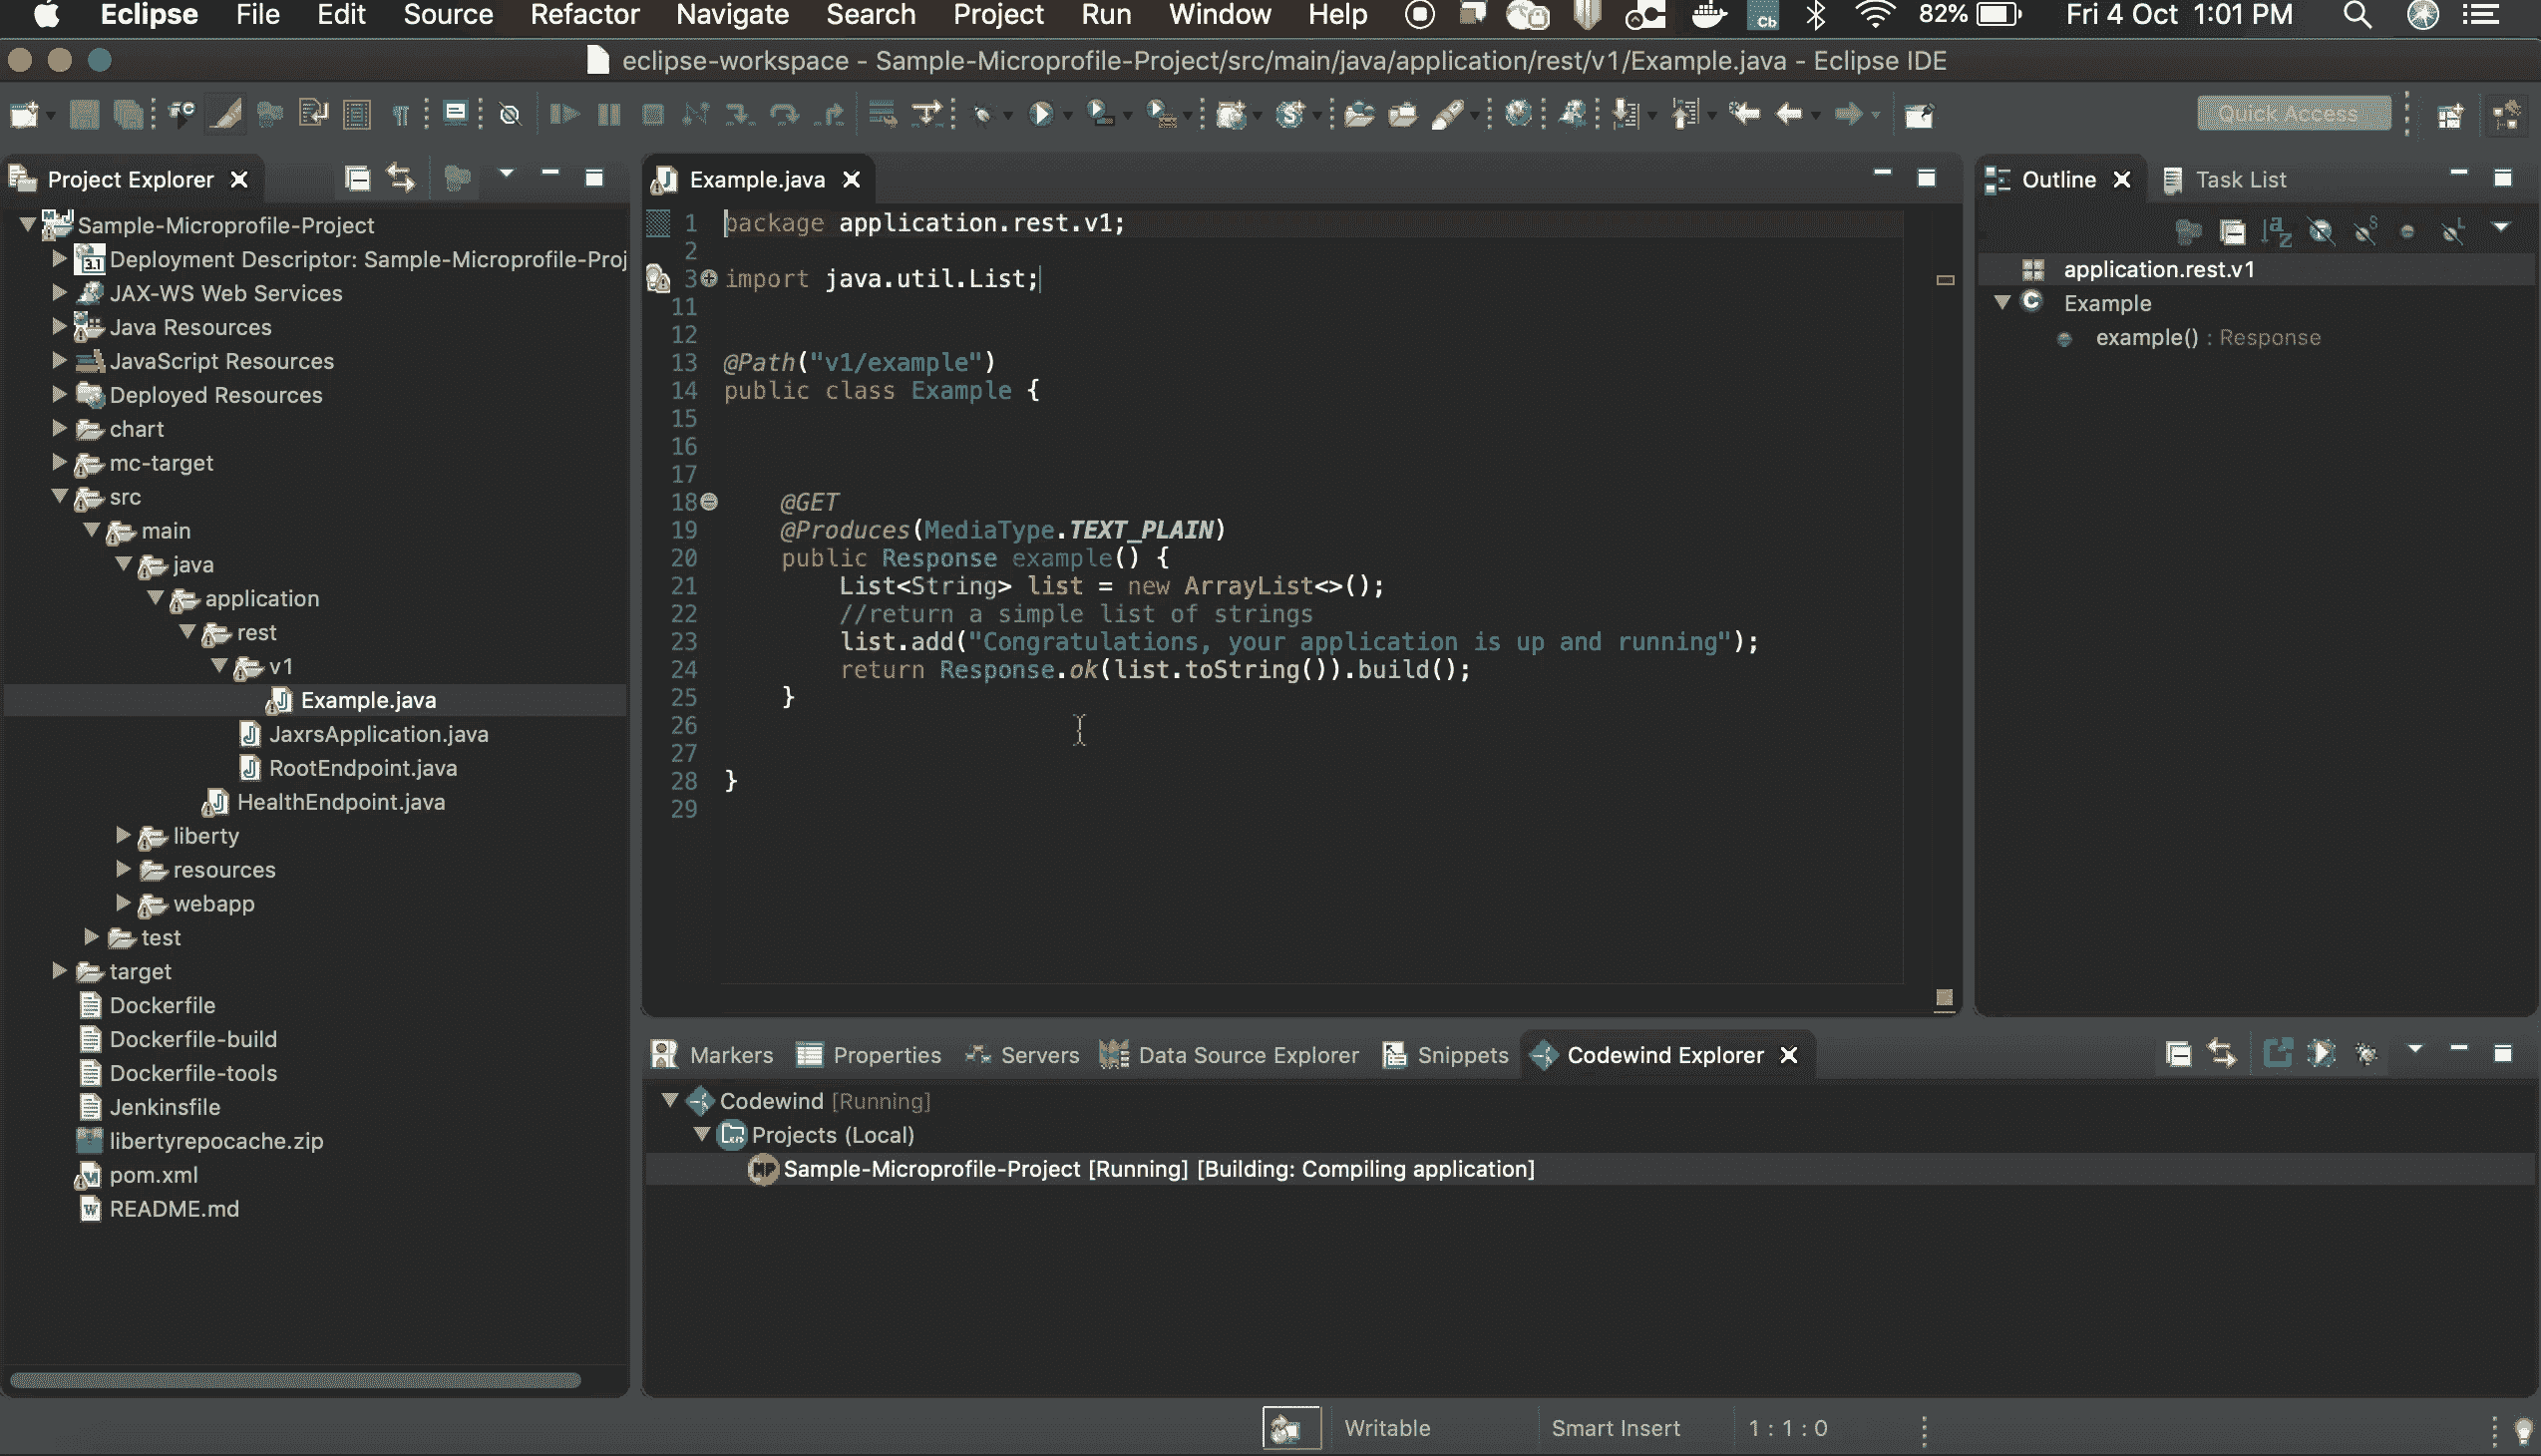 Eclipse File Edit Source Refactor Navigate Search Project Run Window Help Cb 82% Fri 4 Oct 1:01 PM
eclipse-workspace - Sample-Microprofile-Project/src/main/java/application/rest/v1/Example.java - Eclipse IDE
Quick Access
Project Explorer
Sample-Microprofile-Project
Deployment Descriptor: Sample-Microprofile-Proj
JAX-WS Web Services
Java Resources
JavaScript Resources
Deployed Resources
chart
mc-target
src
main
java
application
rest
v1
Example.java
JaxrsApplication.java
RootEndpoint.java
HealthEndpoint.java
liberty
resources
webapp
test
target
Dockerfile
Dockerfile-build
Dockerfile-tools
Jenkinsfile
libertyrepocache.zip
pom.xml
README.md
Example.java
1 package application.rest.v1;
2
3 import java.util.List;
11
12
13 @Path("v1/example")
14 public class Example {
15
16
17
18 @GET
19 @Produces(MediaType.TEXT_PLAIN)
20 public Response example() {
21 List<String> list = new ArrayList<>();
22 //return a simple list of strings
23 list.add("Congratulations, your application is up and running");
24 return Response.ok(list.toString()).build();
25 }
26
27
28 }
29
Outline Task List
application.rest.v1
Example
example() : Response
Markers Properties Servers Data Source Explorer Snippets Codewind Explorer
Codewind [Running]
Projects (Local)
MP Sample-Microprofile-Project [Running] [Building: Compiling application]
Writable Smart Insert 1 : 1 : 0